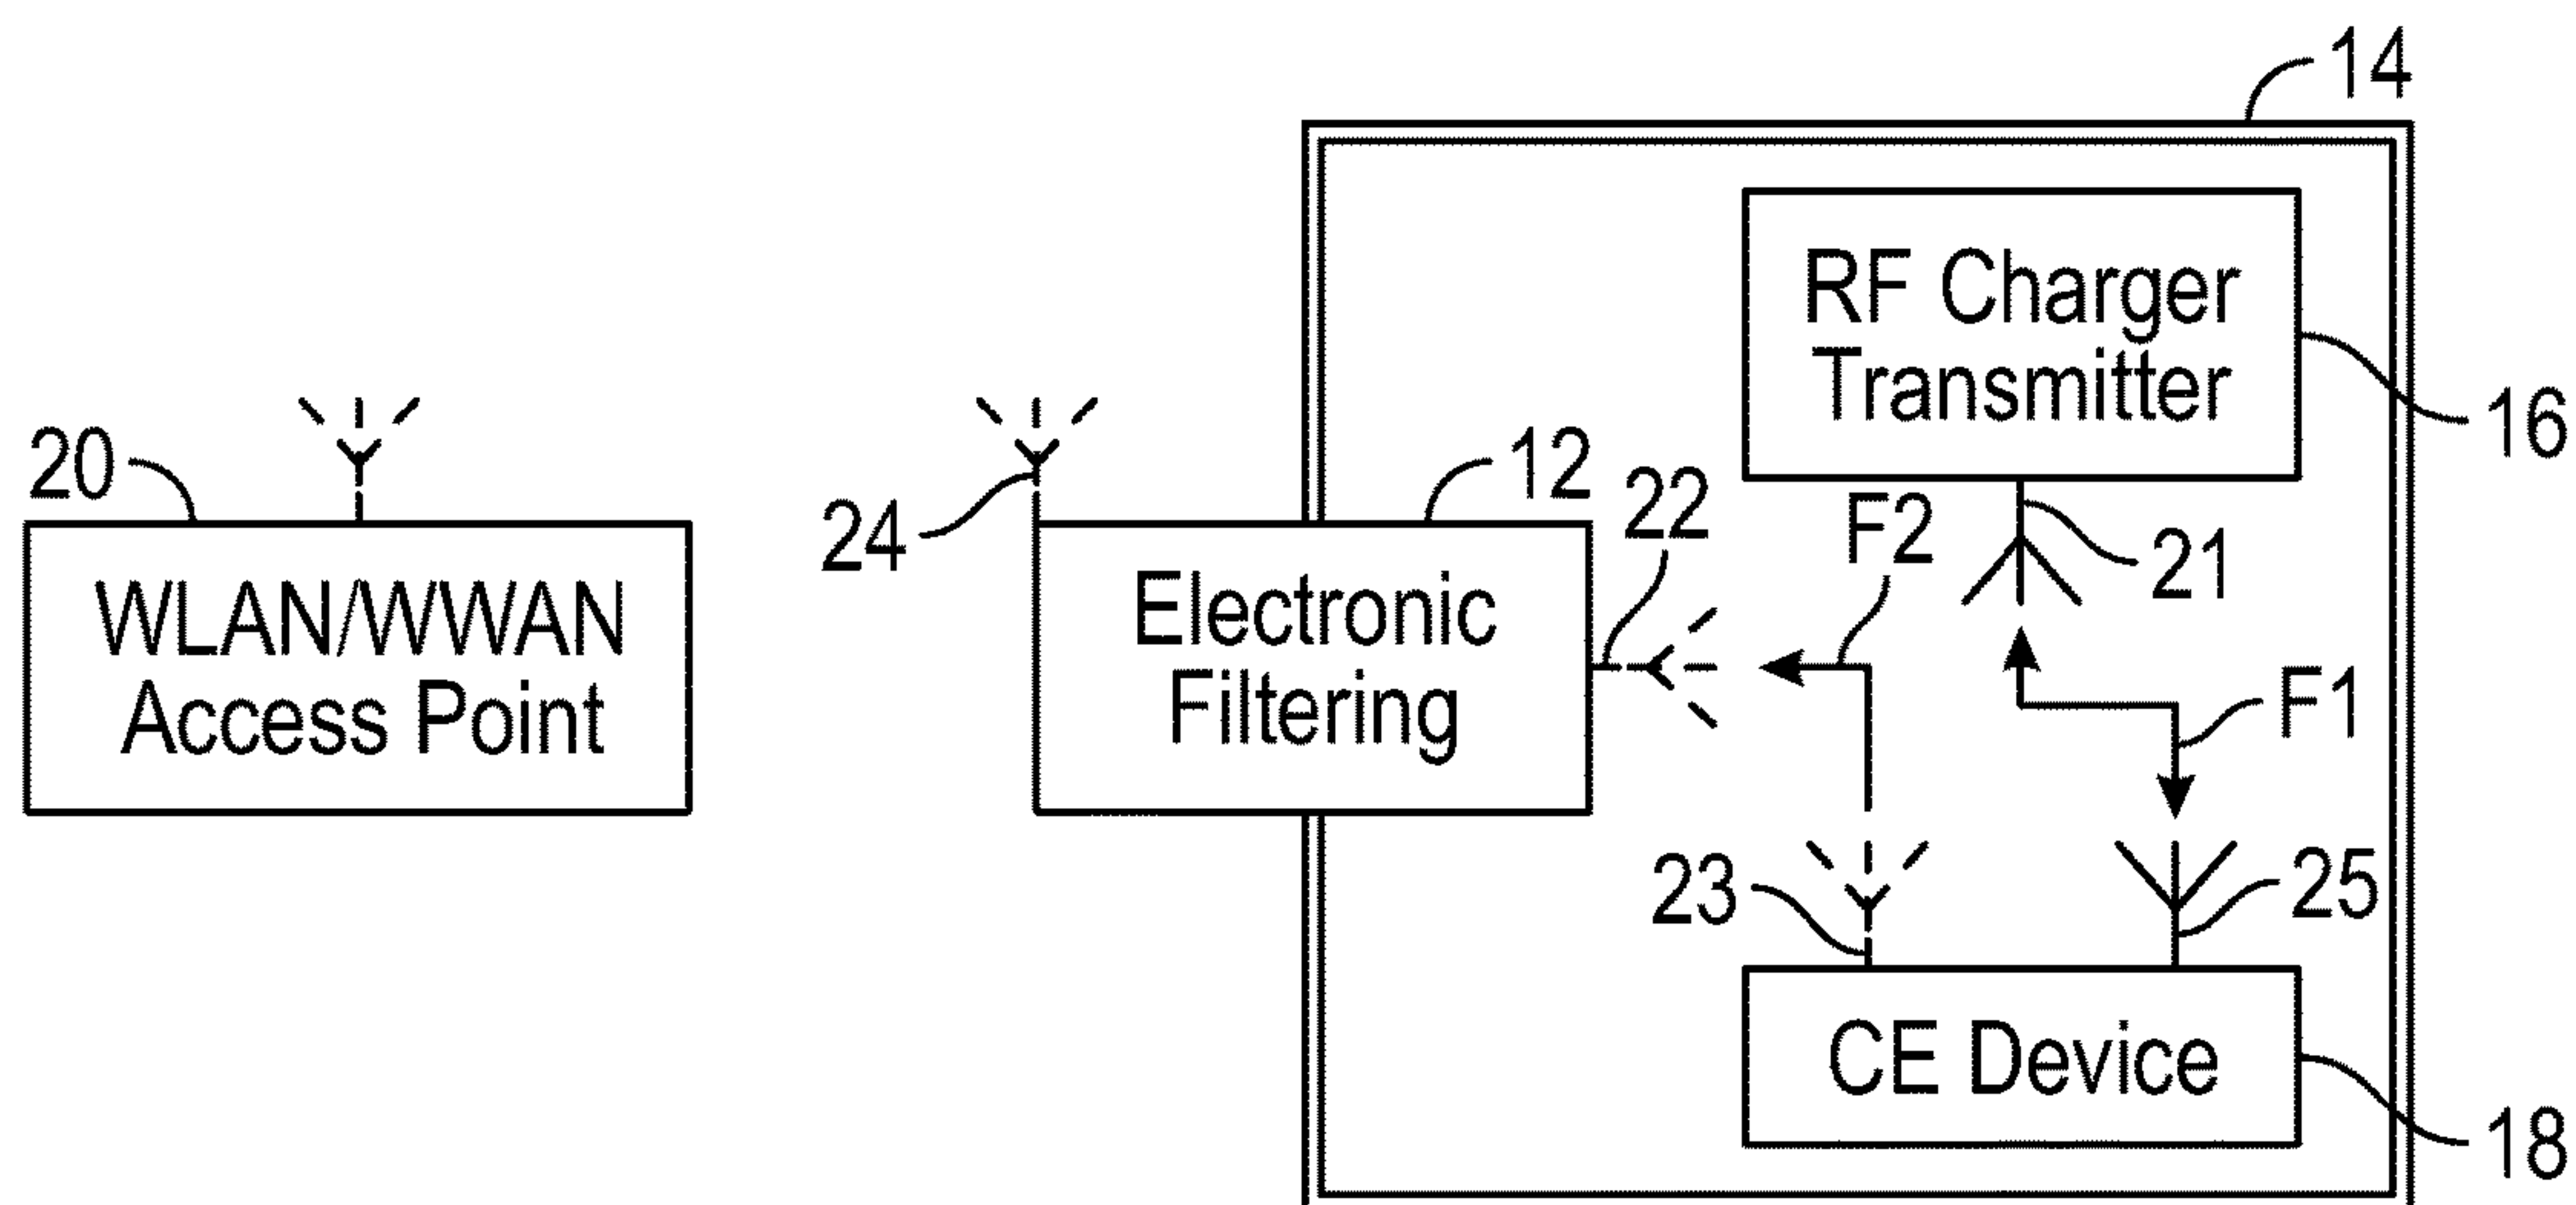 14
RF Charger
Transmitter
16
20
24
12
22
F2
21
WLAN/WWAN
Access Point
Electronic
Filtering
F1
23
25
CE Device
18